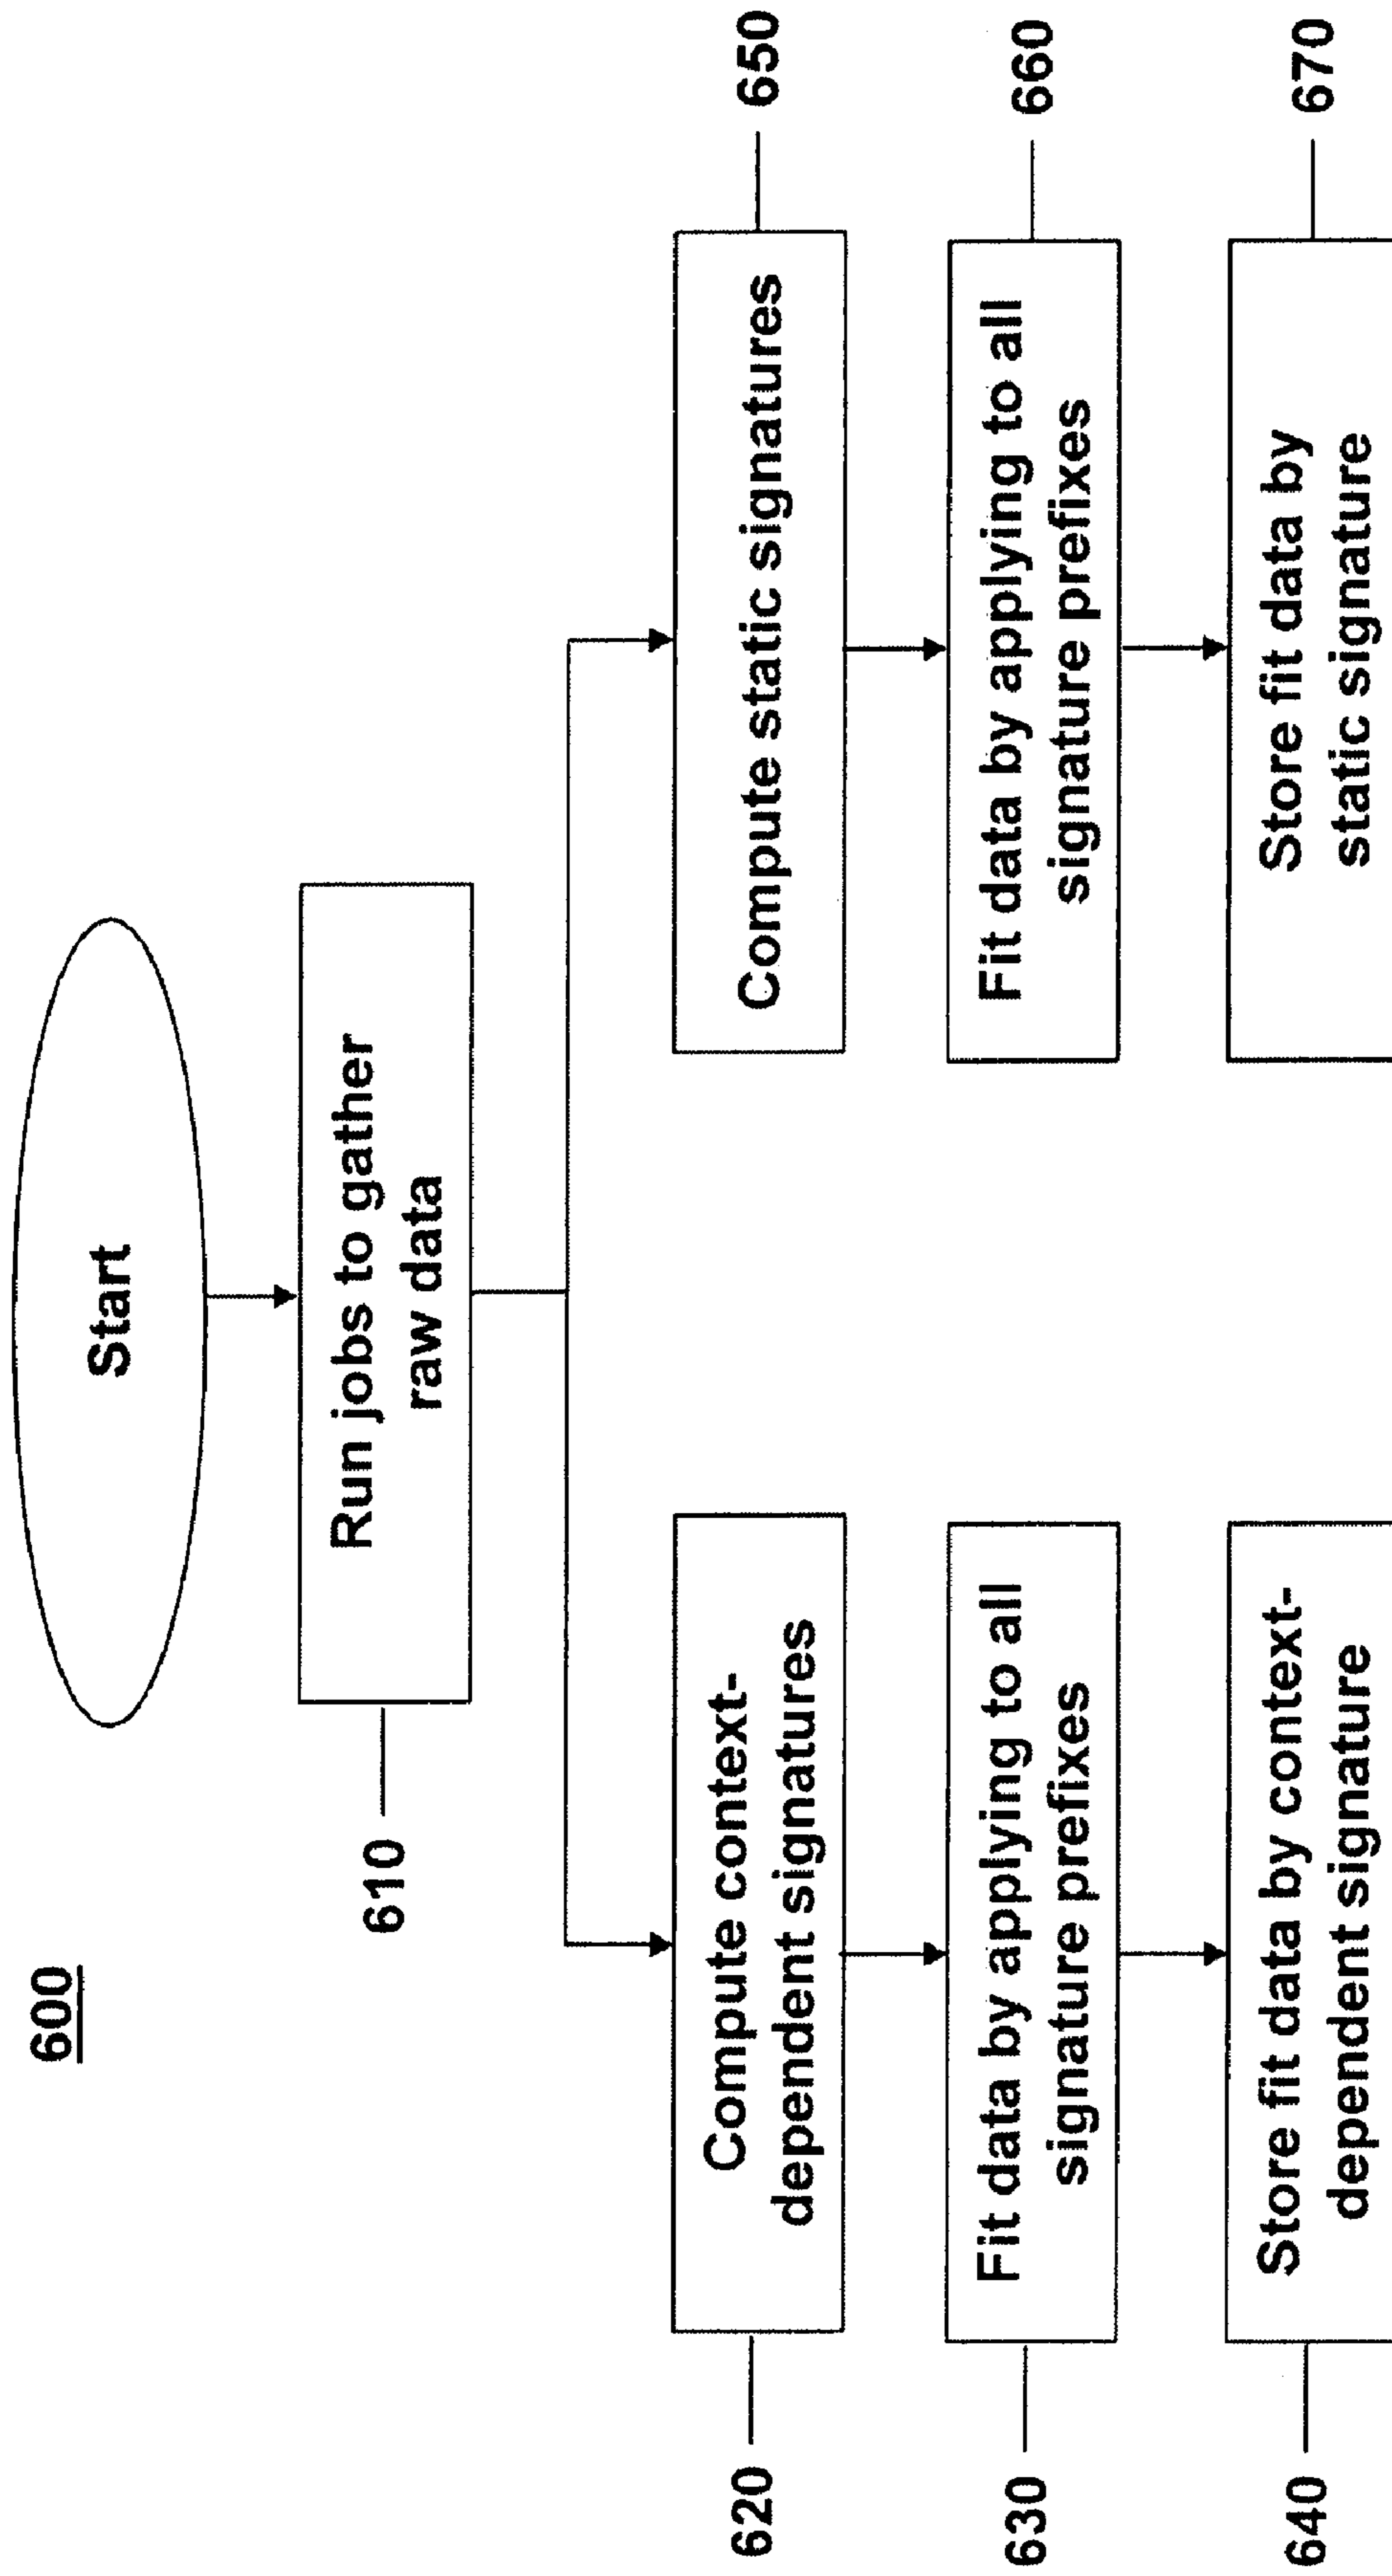 600
Start
610
Run jobs to gather
raw data
620
Compute context-
dependent signatures
650
Compute static signatures
630
Fit data by applying to all
signature prefixes
660
Fit data by applying to all
signature prefixes
640
Store fit data by context-
dependent signature
670
Store fit data by
static signature